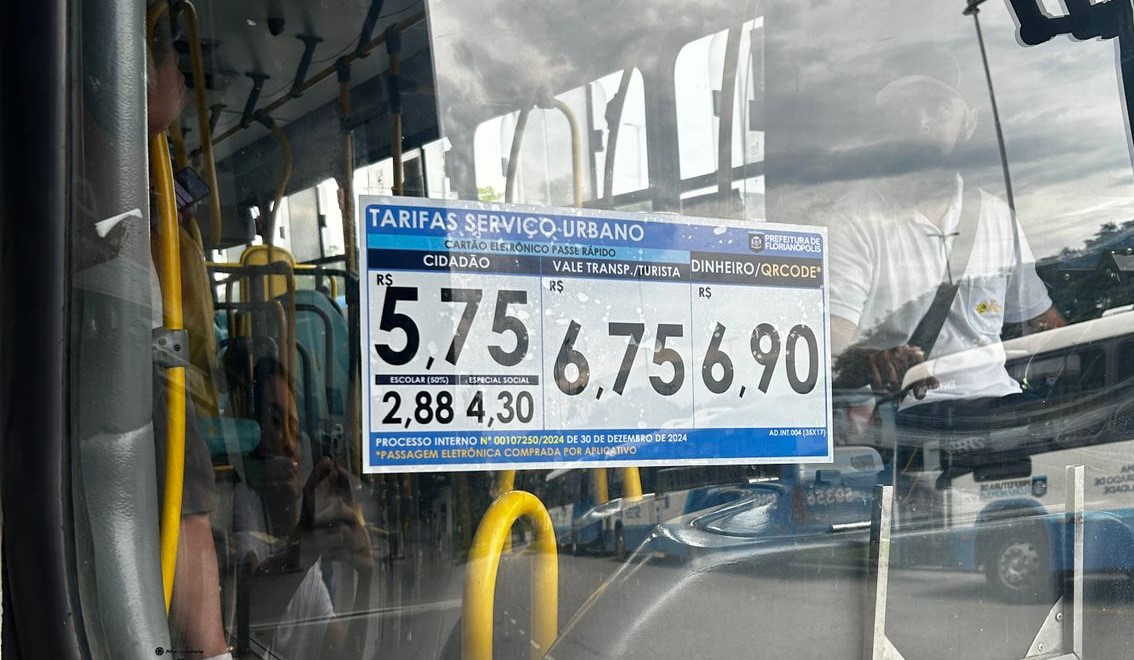 TARIFAS SERVIÇO URBANO
CARTÃO ELETRÔNICO PASSE RÁPIDO
PREFEITURA DE
FLORIANÓPOLIS
CIDADÃO
VALE TRANSP./TURISTA
DINHEIRO/QRCODE*
R$
5,75
R$
6,75
R$
6,90
ESCOLAR (50%)
ESPECIAL SOCIAL
2,88
4,30
PROCESSO INTERNO Nº 00107250/2024 DE 30 DE DEZEMBRO DE 2024
AD.INT.004 (35X17)
*PASSAGEM ELETRÔNICA COMPRADA POR APLICATIVO